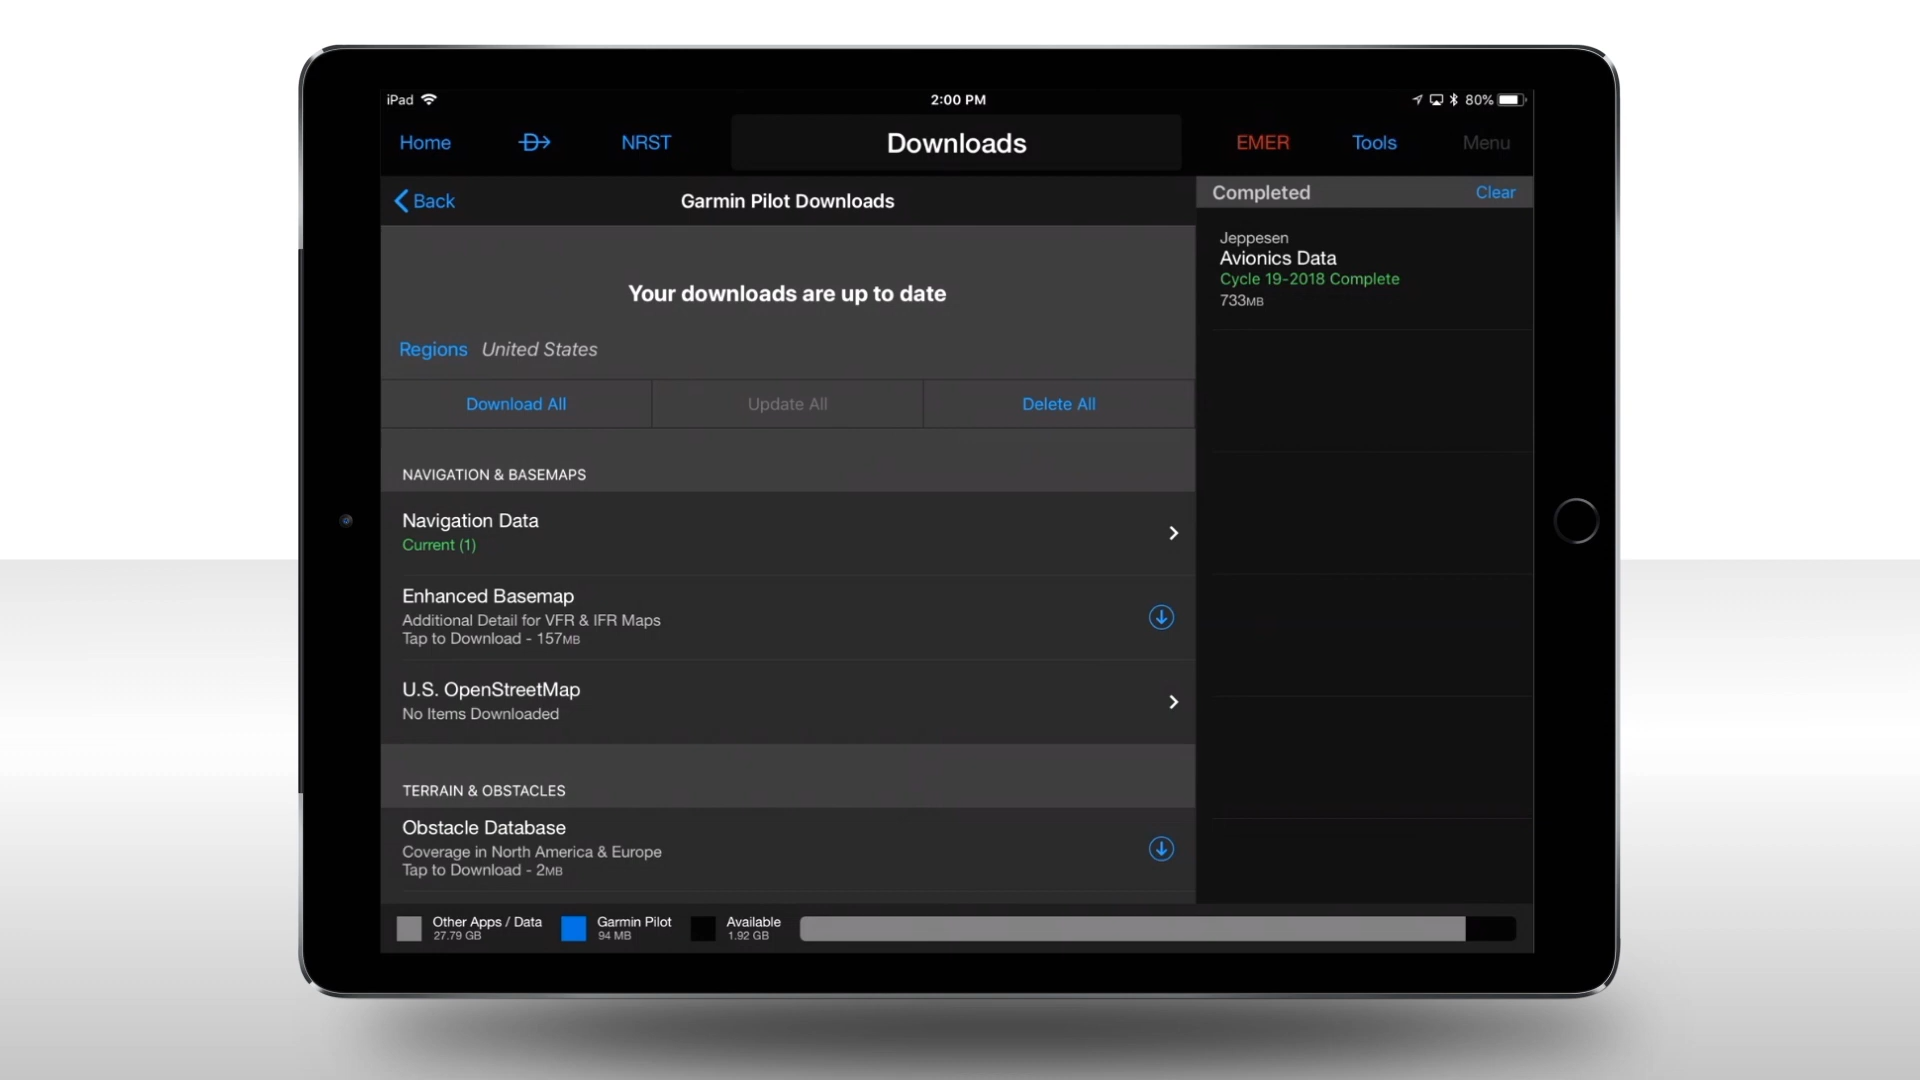 iPad
2:00 PM
80%
Home
D
NRST
Downloads
EMER
Tools
Menu
Back
Garmin Pilot Downloads
Completed
Clear
Your downloads are up to date
Regions United States
Download All
Update All
Delete All
NAVIGATION & BASEMAPS
Navigation Data
Current (1)
Enhanced Basemap
Additional Detail for VFR & IFR Maps
Tap to Download - 157MB
U.S. OpenStreetMap
No Items Downloaded
TERRAIN & OBSTACLES
Obstacle Database
Coverage in North America & Europe
Tap to Download - 2MB
Jeppesen
Avionics Data
Cycle 19-2018 Complete
733MB
Other Apps / Data
27.79 GB
Garmin Pilot
94 MB
Available
1.92 GB